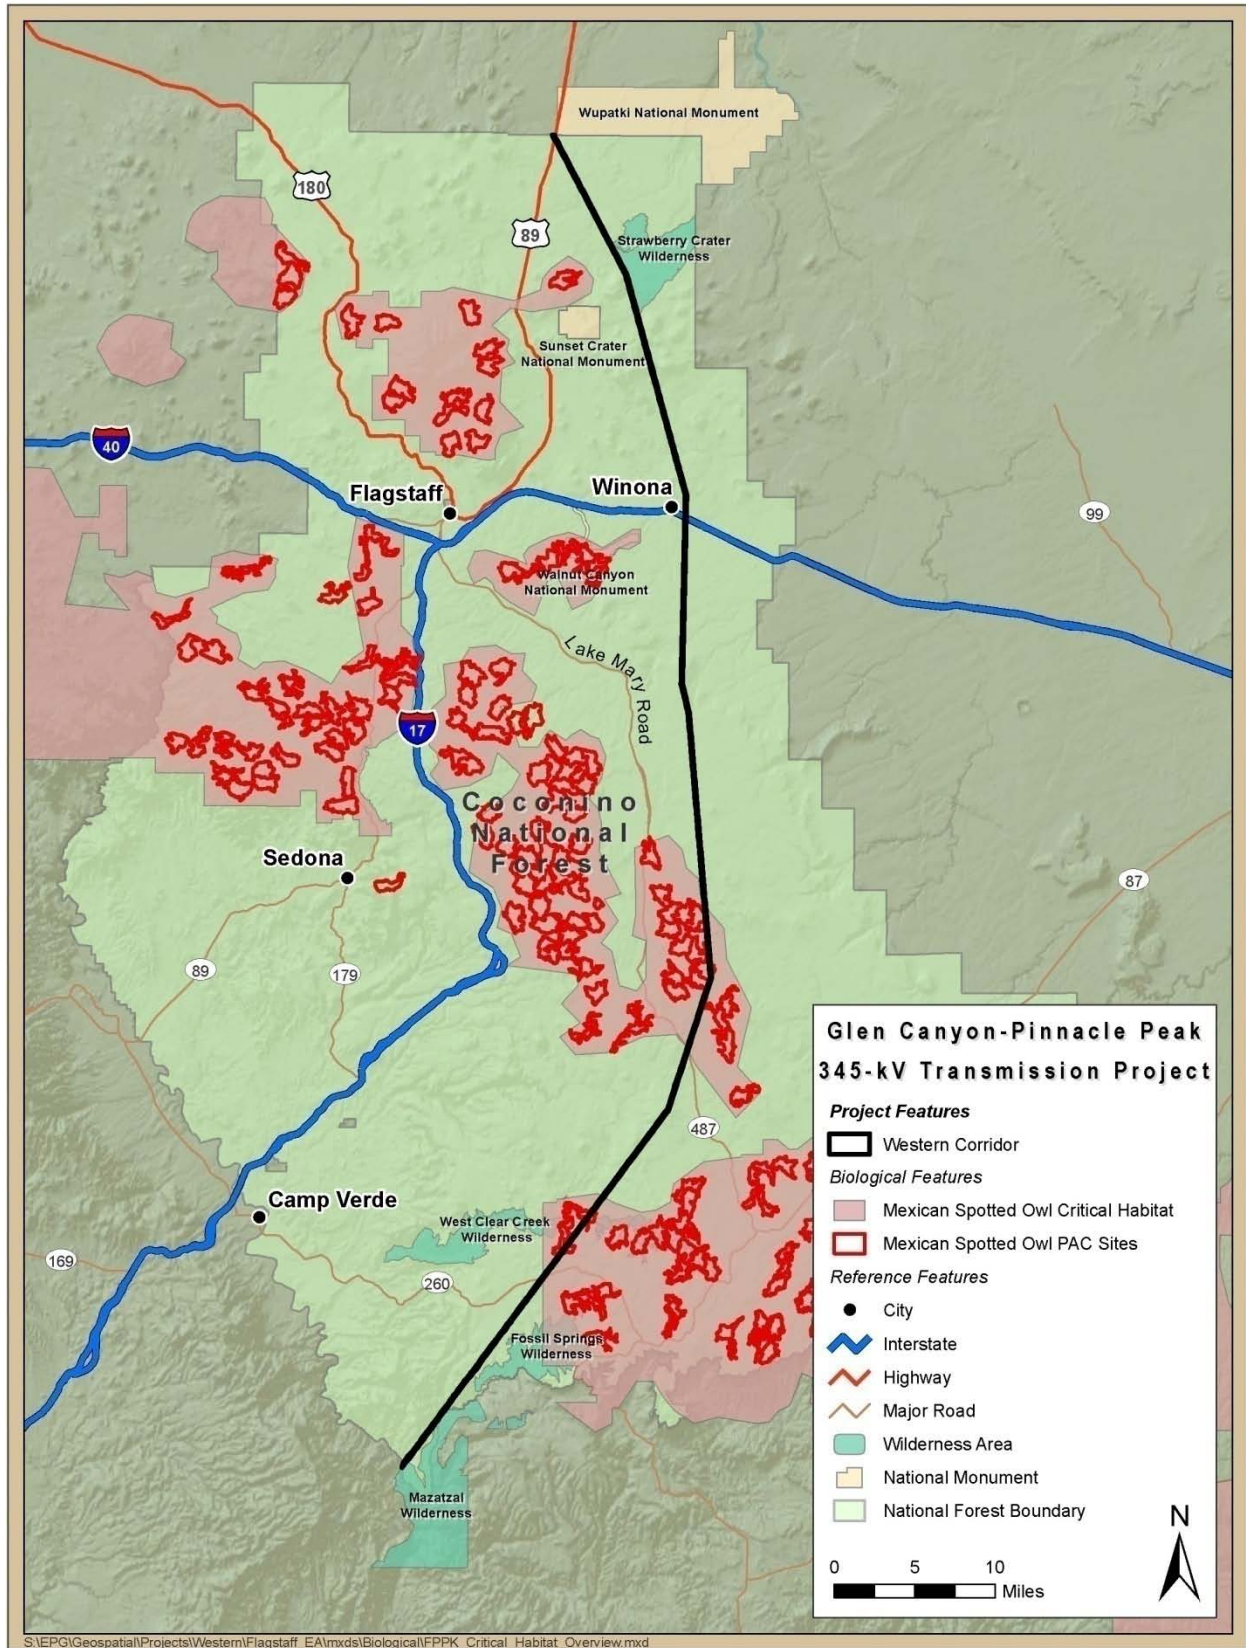 Wupatki National Monument
180
89
Strawberry Crater
Wilderness
Sunset Crater
National Monument
40
Flagstaff
Winona
99
Walnut Canyon
National Monument
Lake Mary Road
17
Coconino
National
Forest
Sedona
87
89
179
Glen Canyon-Pinnacle Peak
345-kV Transmission Project
Project Features
Western Corridor
Biological Features
Mexican Spotted Owl Critical Habitat
Mexican Spotted Owl PAC Sites
Reference Features
City
Interstate
Highway
Major Road
Wilderness Area
National Monument
National Forest Boundary
N
0 5 10
Miles
487
Camp Verde
West Clear Creek
Wilderness
169
260
Fossil Springs
Wilderness
Mazatzal
Wilderness
S:\EPG\Geospatial\Projects\Western\Flagstaff_EA\mxds\Biological\FPPK_Critical_Habitat_Overview.mxd